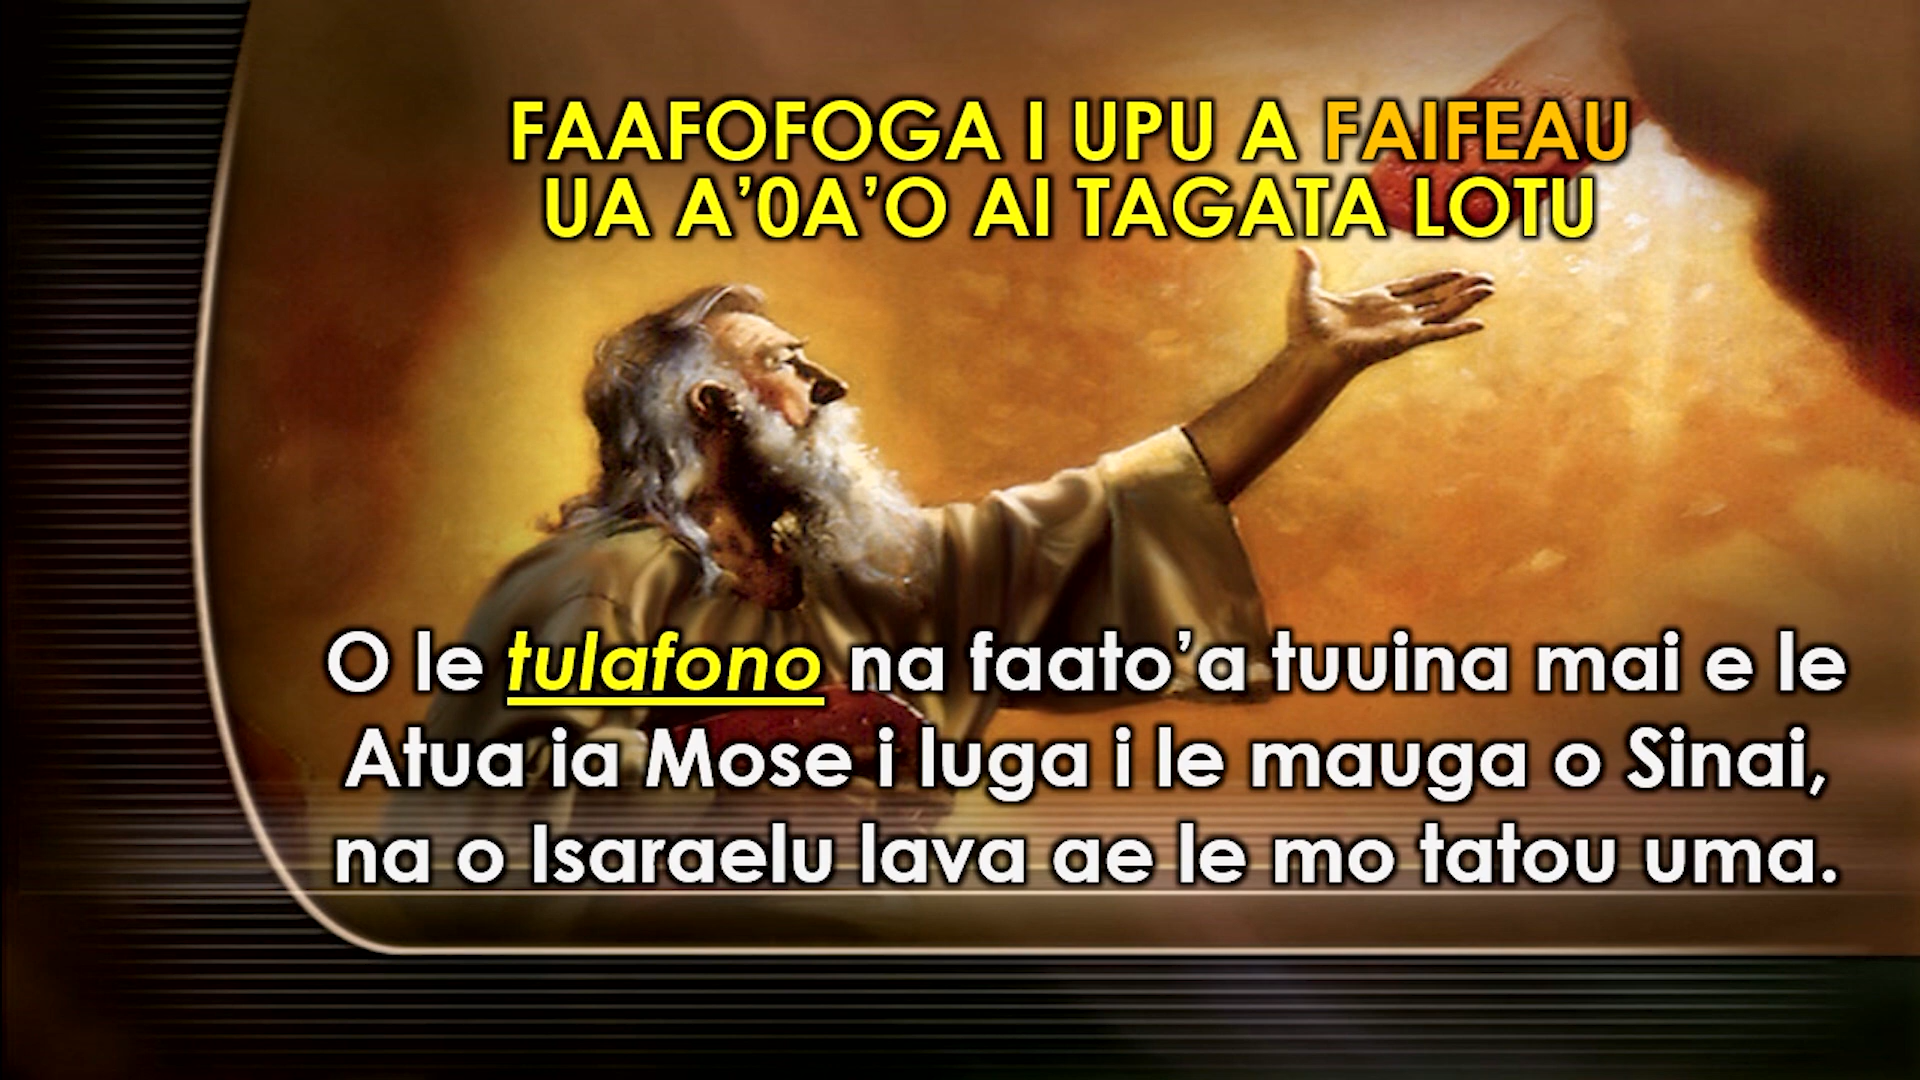 FAAFOFOGA I UPU A FAIFEAU
UA A’0A’O AI TAGATA LOTU
O le tulafono na faato’a tuuina mai e le
Atua ia Mose i luga i le mauga o Sinai,
na o Isaraelu lava ae le mo tatou uma.